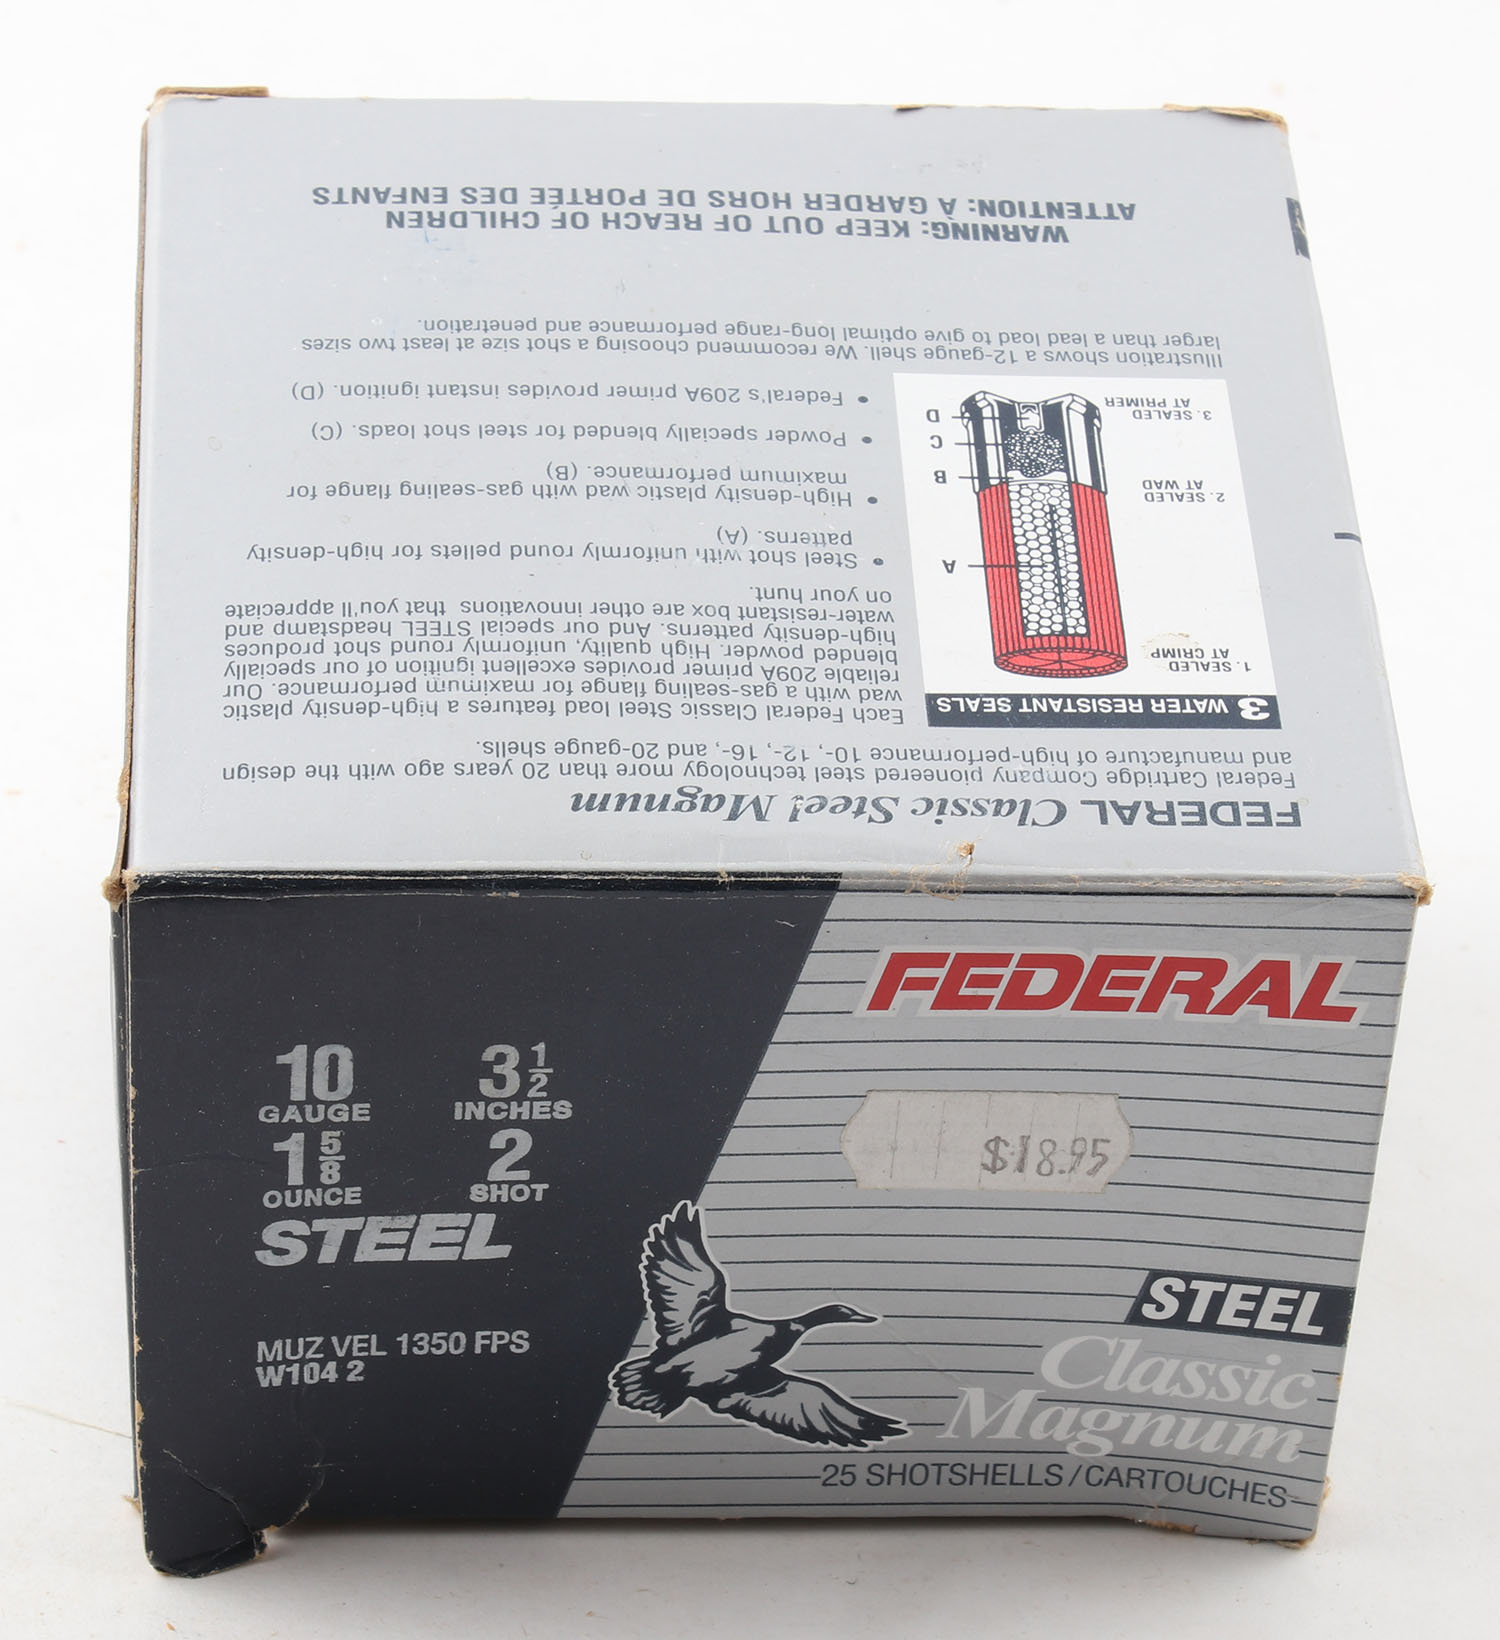 FEDERAL Classic Steel Magnum
Federal Cartridge Company pioneered steel technology more than 20 years ago with the design
and manufacture of high-performance 10-, 12-, 16-, and 20-gauge shells.
3 WATER RESISTANT SEALS
1. SEALED
AT CRIMP
2. SEALED
AT WAD
3. SEALED
AT PRIMER
A
B
C
D
Each Federal Classic Steel load features a high-density plastic
wad with a gas-sealing flange for maximum performance. Our
reliable 209A primer provides excellent ignition of our specially
blended powder. High quality, uniformly round shot produces
high-density patterns. And our special STEEL headstamp and
water-resistant box are other innovations that you'll appreciate
on your hunt.
• Steel shot with uniformly round pellets for high-density
patterns. (A)
• High-density plastic wad with gas-sealing flange for
maximum performance. (B)
• Powder specially blended for steel shot loads. (C)
• Federal's 209A primer provides instant ignition. (D)
Illustration shows a 12-gauge shell. We recommend choosing a shot size at least two sizes
larger than a lead load to give optimal long-range performance and penetration.
WARNING: KEEP OUT OF REACH OF CHILDREN
ATTENTION: À GARDER HORS DE PORTÉE DES ENFANTS
FEDERAL
10
GAUGE
3 1/2
INCHES
1 5/8
OUNCE
2
SHOT
STEEL
MUZ VEL 1350 FPS
W104 2
$18.95
STEEL
Classic
Magnum
25 SHOTSHELLS/CARTOUCHES